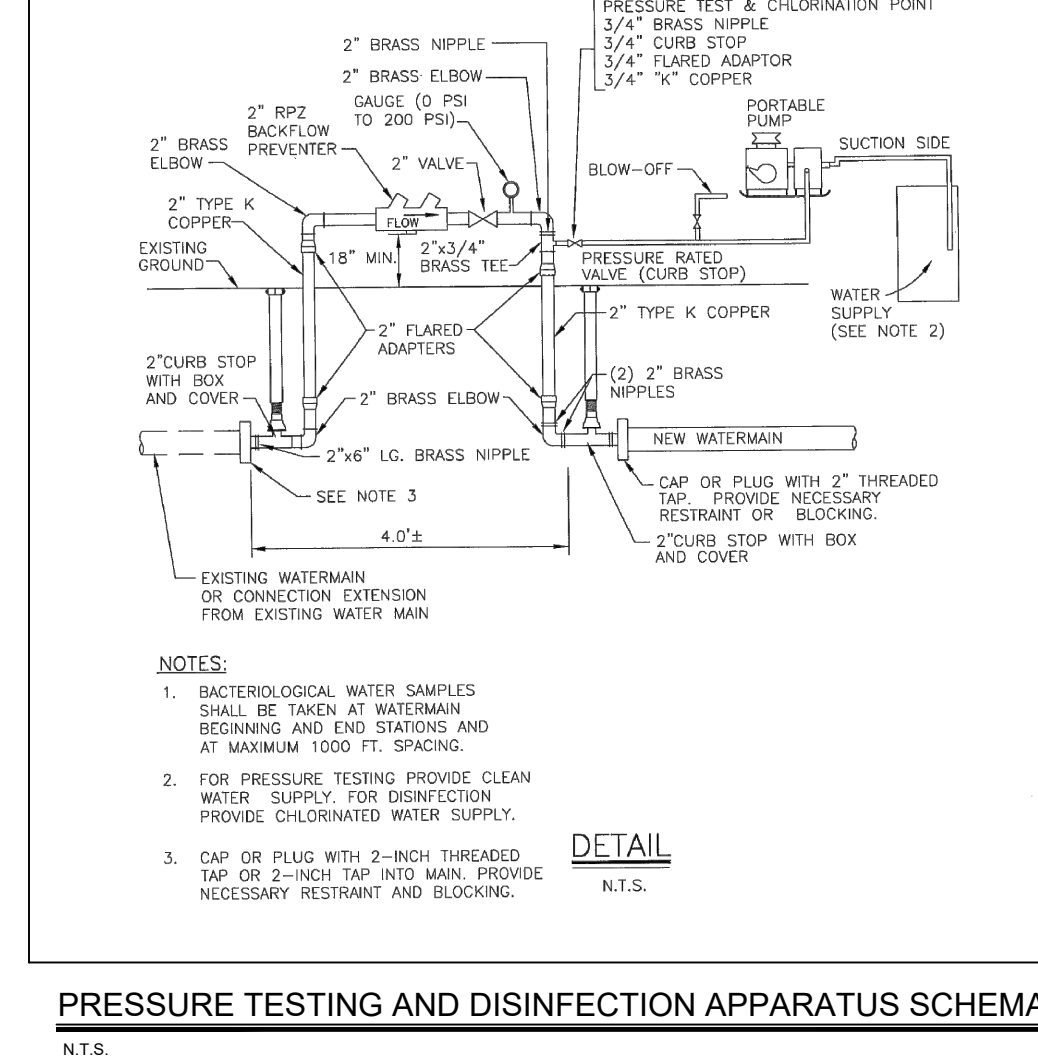 PRESSURE TEST & CHLORINATION POINT
3/4" BRASS NIPPLE
3/4" CURB STOP
3/4" FLARED ADAPTOR
3/4" "K" COPPER
2" BRASS NIPPLE
2" BRASS ELBOW
GAUGE (0 PSI
TO 200 PSI)
2" RPZ
BACKFLOW
PREVENTER
2" BRASS
ELBOW
2" VALVE
PORTABLE
PUMP
SUCTION SIDE
BLOW-OFF
2" TYPE K
COPPER
FLOW
EXISTING
GROUND
18" MIN.
2"x3/4"
BRASS TEE
PRESSURE RATED
VALVE (CURB STOP)
WATER
SUPPLY
(SEE NOTE 2)
2" TYPE K COPPER
2" FLARED
ADAPTERS
2"CURB STOP
WITH BOX
AND COVER
(2) 2" BRASS
NIPPLES
2" BRASS ELBOW
NEW WATERMAIN
2"x6" LG. BRASS NIPPLE
SEE NOTE 3
CAP OR PLUG WITH 2" THREADED
TAP. PROVIDE NECESSARY
RESTRAINT OR BLOCKING.
4.0'±
2"CURB STOP WITH BOX
AND COVER
EXISTING WATERMAIN
OR CONNECTION EXTENSION
FROM EXISTING WATER MAIN
NOTES:
1. BACTERIOLOGICAL WATER SAMPLES
SHALL BE TAKEN AT WATERMAIN
BEGINNING AND END STATIONS AND
AT MAXIMUM 1000 FT. SPACING.
2. FOR PRESSURE TESTING PROVIDE CLEAN
WATER SUPPLY. FOR DISINFECTION
PROVIDE CHLORINATED WATER SUPPLY.
3. CAP OR PLUG WITH 2-INCH THREADED
TAP OR 2-INCH TAP INTO MAIN. PROVIDE
NECESSARY RESTRAINT AND BLOCKING.
DETAIL
N.T.S.
PRESSURE TESTING AND DISINFECTION APPARATUS SCHEMA
N.T.S.